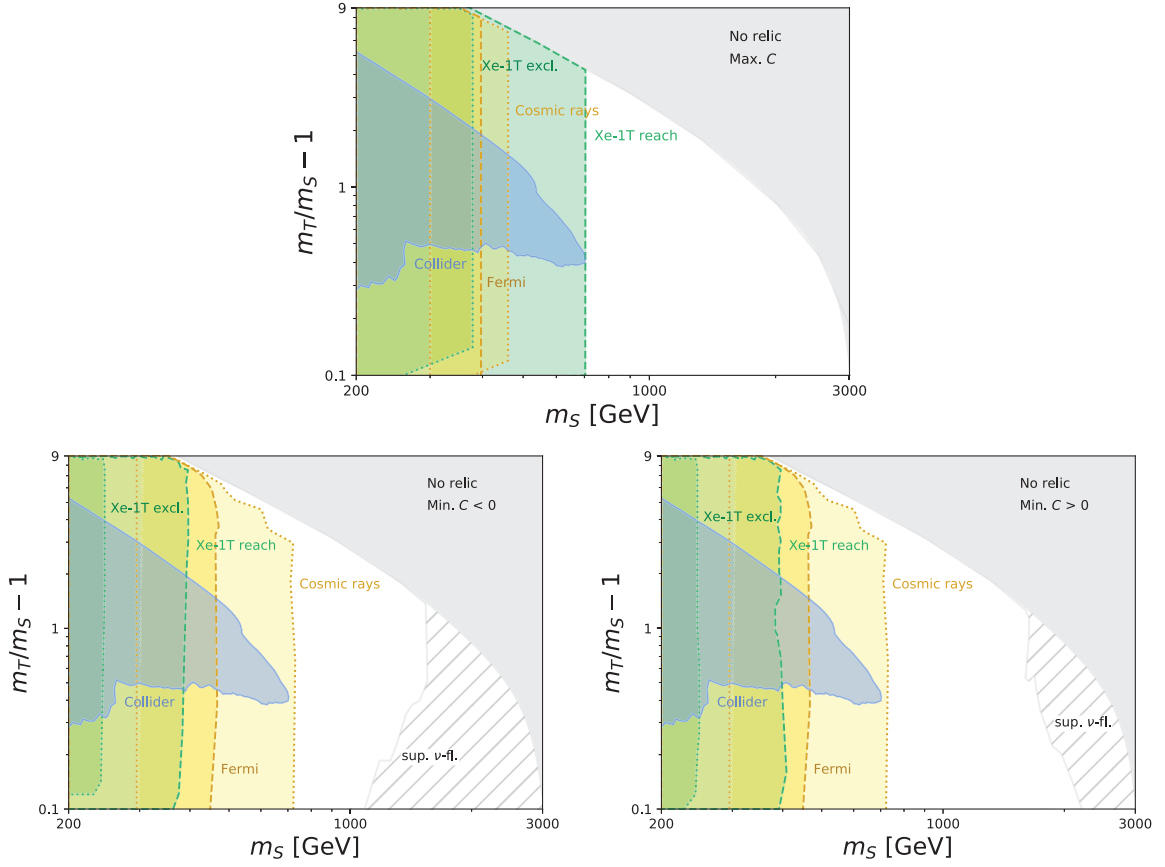 9
No relic
Max. C
Xe-1T excl.
Cosmic rays
Xe-1T reach
1
Collider
Fermi
0.1
200
1000
3000
m_T/m_S − 1
m_S [GeV]
9
No relic
Min. C < 0
Xe-1T excl.
Xe-1T reach
Cosmic rays
1
Collider
sup. ν-fl.
Fermi
0.1
200
1000
3000
m_T/m_S − 1
m_S [GeV]
9
No relic
Min. C > 0
Xe-1T excl.
Xe-1T reach
Cosmic rays
1
Collider
sup. ν-fl.
Fermi
0.1
200
1000
3000
m_T/m_S − 1
m_S [GeV]